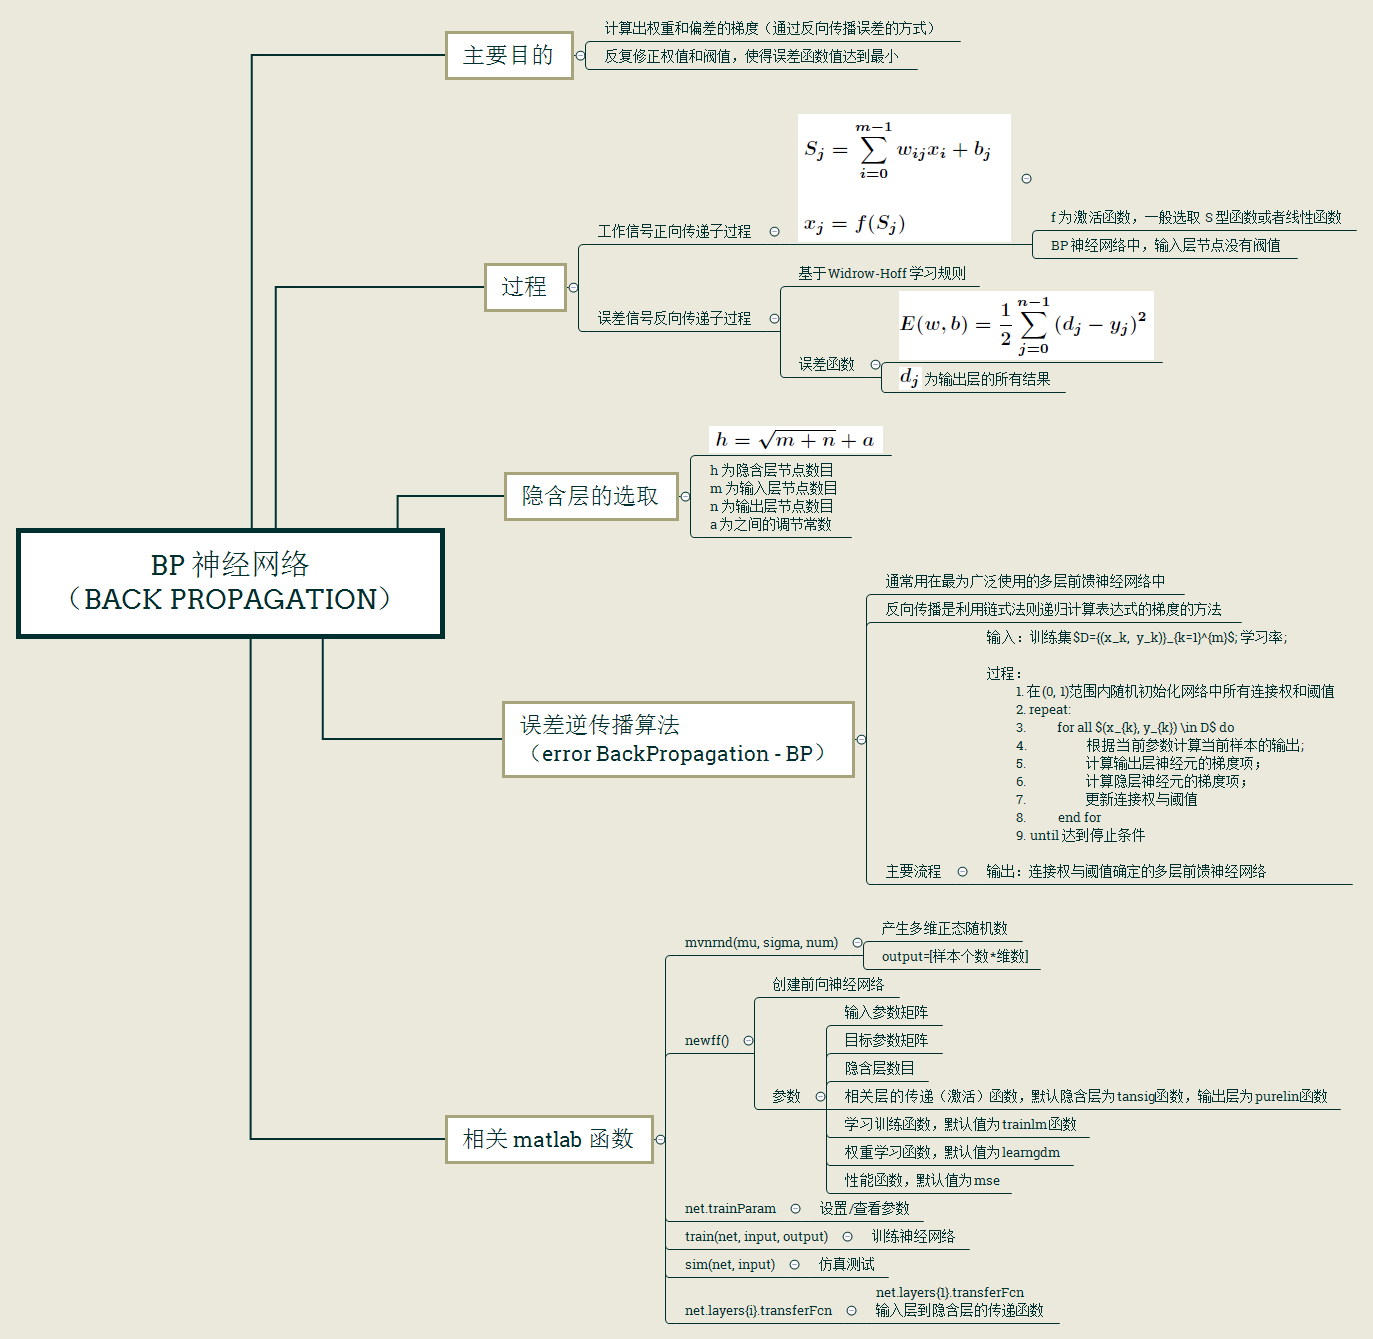 主要目的
计算出权重和偏差的梯度（通过反向传播误差的方式）
反复修正权值和阀值，使得误差函数值达到最小
过程
工作信号正向传递子过程
S_j = \sum_{i=0}^{m-1} w_{ij}x_i + b_j
x_j = f(S_j)
f 为激活函数，一般选取 S 型函数或者线性函数
BP 神经网络中，输入层节点没有阀值
误差信号反向传递子过程
基于 Widrow-Hoff 学习规则
误差函数
E(w, b) = \frac{1}{2} \sum_{j=0}^{n-1} (d_j - y_j)^2
d_j 为输出层的所有结果
隐含层的选取
h = \sqrt{m + n} + a
h 为隐含层节点数目
m 为输入层节点数目
n 为输出层节点数目
a 为之间的调节常数
BP 神经网络
（BACK PROPAGATION）
误差逆传播算法
（error BackPropagation - BP）
通常用在最为广泛使用的多层前馈神经网络中
反向传播是利用链式法则递归计算表达式的梯度的方法
主要流程
输入：训练集$D={(x_k, y_k)}_{k=1}^{m}$; 学习率;
过程：
1. 在(0, 1)范围内随机初始化网络中所有连接权和阈值
2. repeat:
3. for all $(x_{k}, y_{k}) \in D$ do
4. 根据当前参数计算当前样本的输出;
5. 计算输出层神经元的梯度项；
6. 计算隐层神经元的梯度项；
7. 更新连接权与阈值
8. end for
9. until 达到停止条件
输出：连接权与阈值确定的多层前馈神经网络
相关 matlab 函数
mvnrnd(mu, sigma, num)
产生多维正态随机数
output=[样本个数*维数]
newff()
创建前向神经网络
参数
输入参数矩阵
目标参数矩阵
隐含层数目
相关层的传递（激活）函数，默认隐含层为tansig函数，输出层为purelin函数
学习训练函数，默认值为trainlm函数
权重学习函数，默认值为learngdm
性能函数，默认值为mse
net.trainParam
设置/查看参数
train(net, input, output)
训练神经网络
sim(net, input)
仿真测试
net.layers{i}.transferFcn
net.layers{1}.transferFcn
输入层到隐含层的传递函数